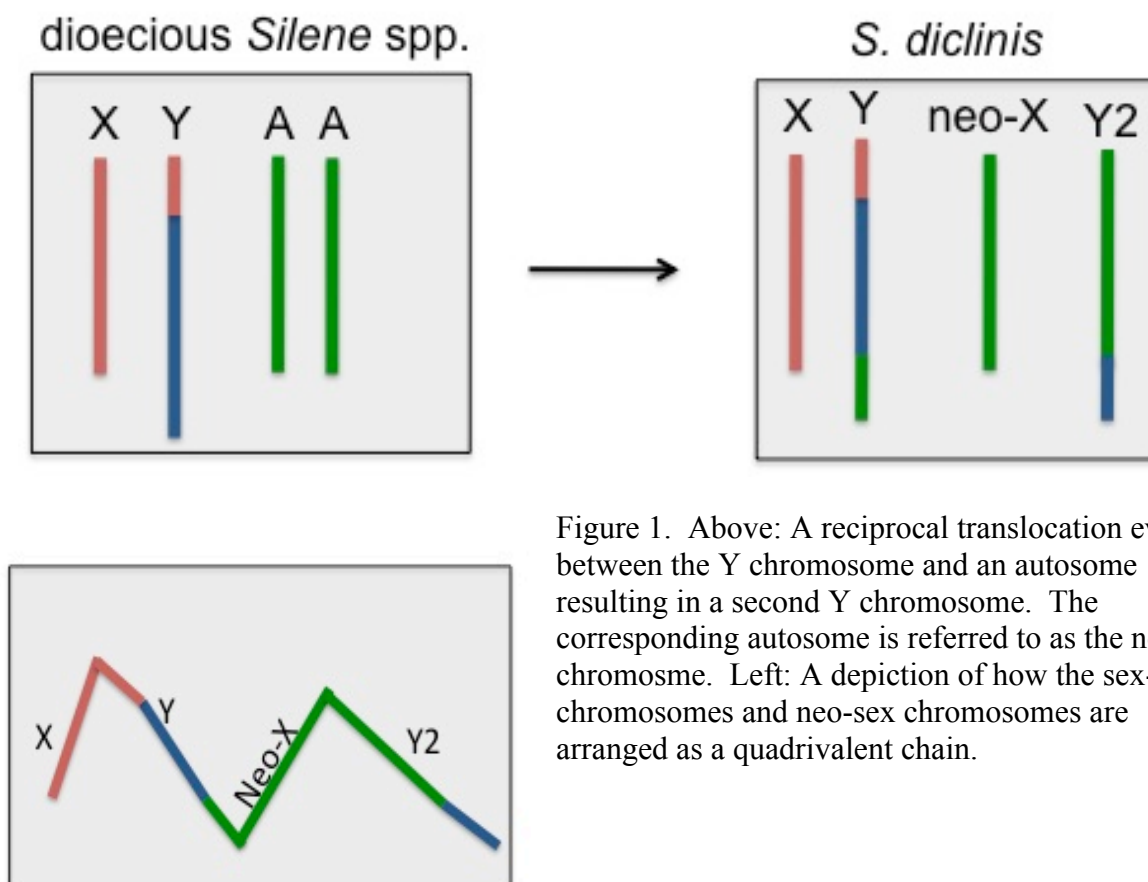 dioecious Silene spp.
S. diclinis
X Y A A
X Y neo-X Y2
Figure 1. Above: A reciprocal translocation
between the Y chromosome and an autosome
resulting in a second Y chromosome. The
corresponding autosome is referred to as the
chromosme. Left: A depiction of how the sex-
chromosomes and neo-sex chromosomes are
arranged as a quadrivalent chain.
X Y Neo-X Y2